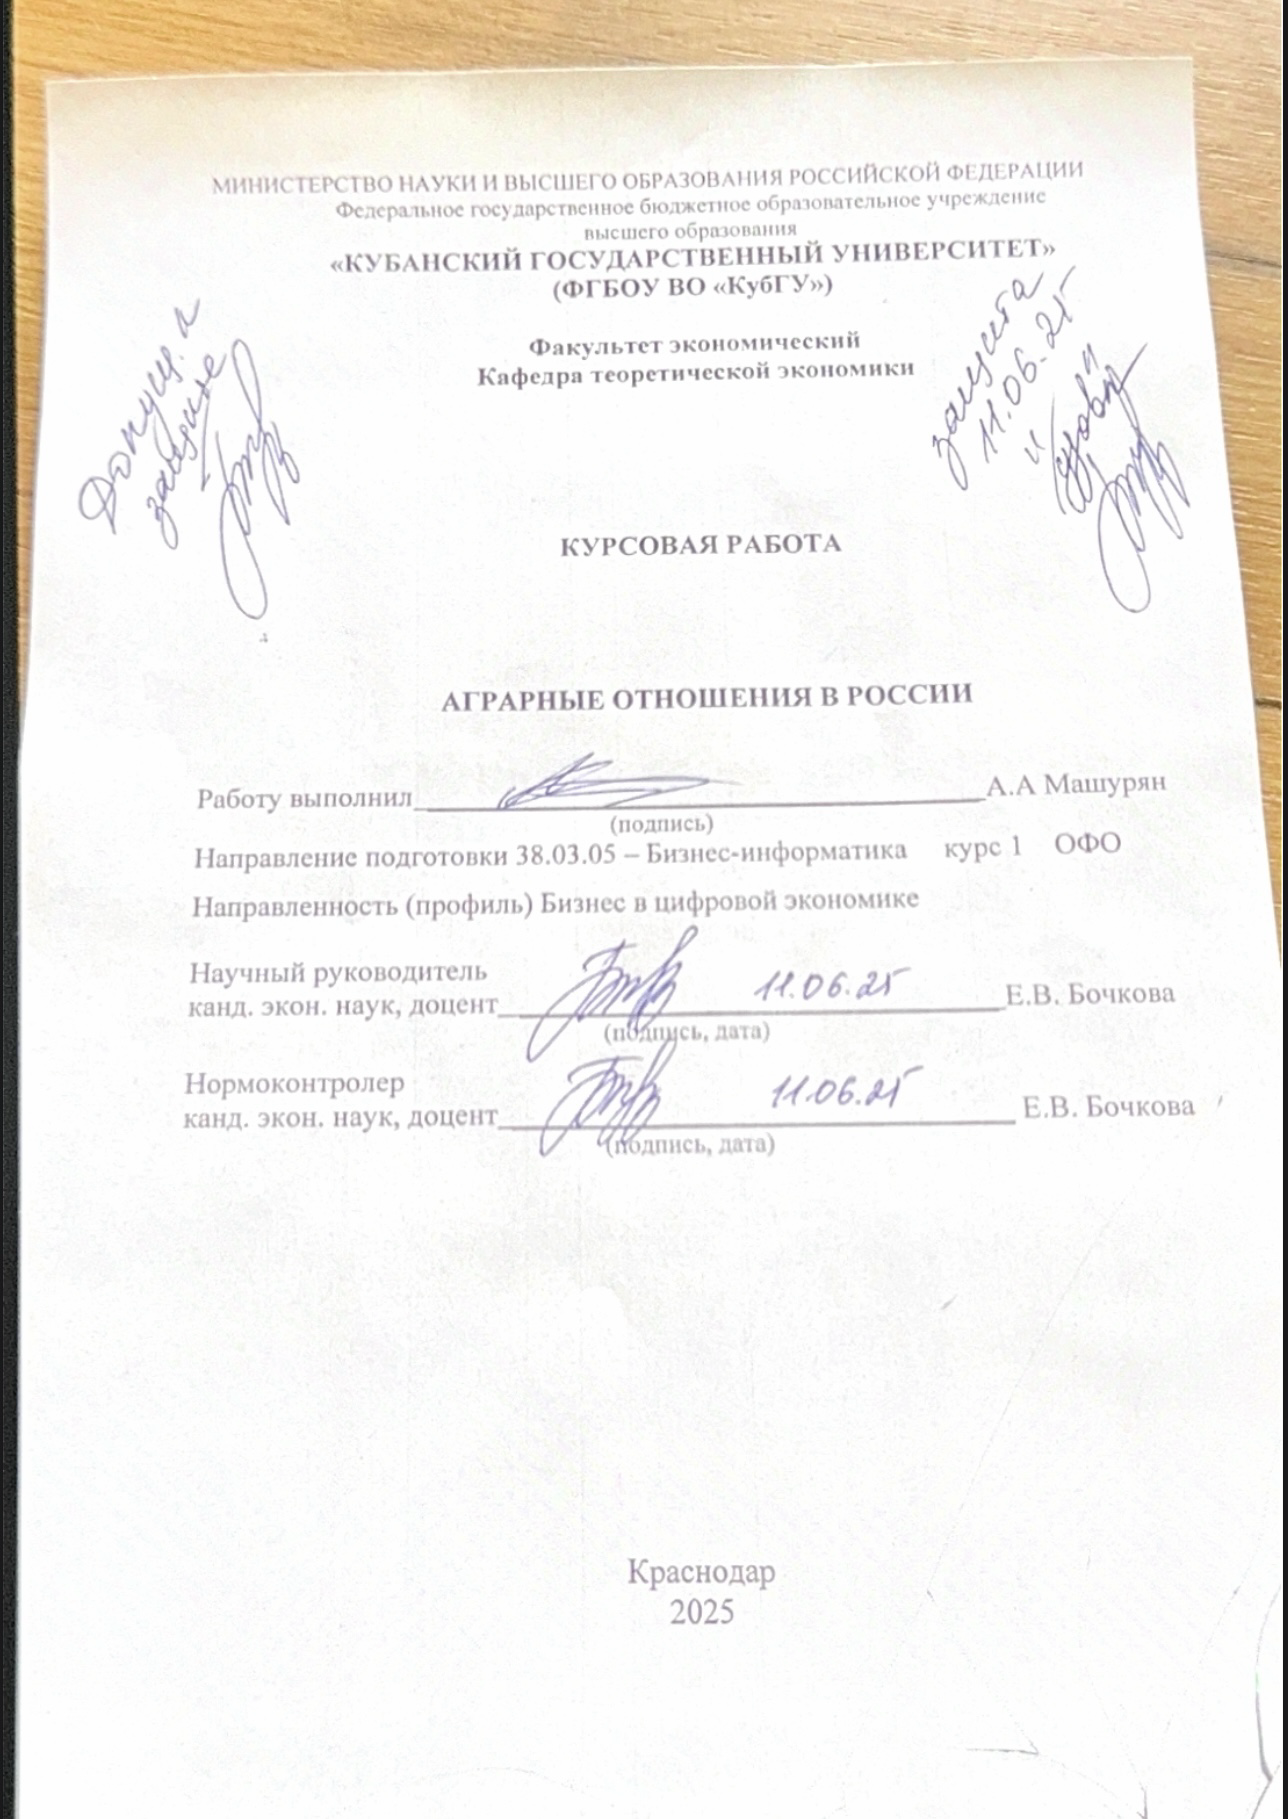 МИНИСТЕРСТВО НАУКИ И ВЫСШЕГО ОБРАЗОВАНИЯ РОССИЙСКОЙ ФЕДЕРАЦИИ
Федеральное государственное бюджетное образовательное учреждение
высшего образования
«КУБАНСКИЙ ГОСУДАРСТВЕННЫЙ УНИВЕРСИТЕТ»
(ФГБОУ ВО «КубГУ»)
Факультет экономический
Кафедра теоретической экономики
Допущ. к
защите
защита
11.06.25
КУРСОВАЯ РАБОТА
АГРАРНЫЕ ОТНОШЕНИЯ В РОССИИ
Работу выполнил А.А Машурян
(подпись)
Направление подготовки 38.03.05 – Бизнес-информатика курс 1 ОФО
Направленность (профиль) Бизнес в цифровой экономике
Научный руководитель
канд. экон. наук, доцент 11.06.25 Е.В. Бочкова
(подпись, дата)
Нормоконтролер
канд. экон. наук, доцент 11.06.25 Е.В. Бочкова
(подпись, дата)
Краснодар
2025